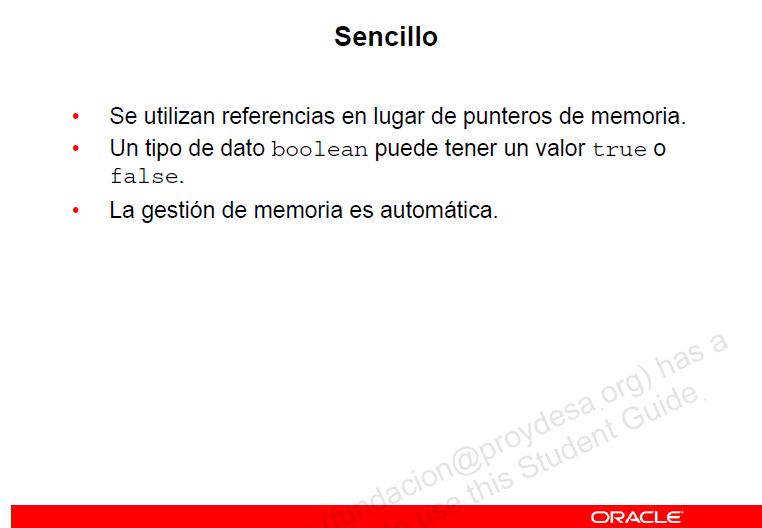 Sencillo
• Se utilizan referencias en lugar de punteros de memoria.
• Un tipo de dato boolean puede tener un valor true o
false.
• La gestión de memoria es automática.
(fundacion@proydesa.org) has a
use this Student Guide.
ORACLE